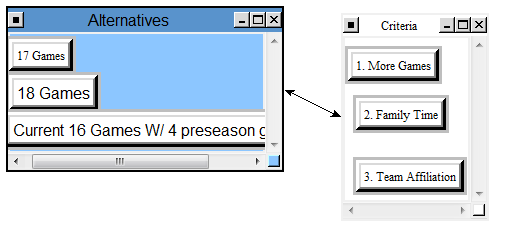 Alternatives
17 Games
18 Games
Current 16 Games W/ 4 preseason g
Criteria
1. More Games
2. Family Time
3. Team Affiliation